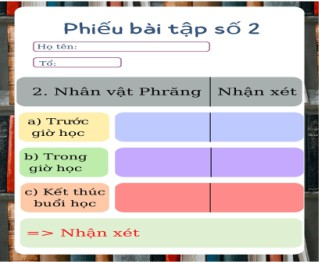 Phiếu bài tập số 2
Họ tên:
Tổ:
2. Nhân vật Phrăng Nhận xét
a) Trước
giờ học
b) Trong
giờ học
c) Kết thúc
buổi học
=> Nhận xét